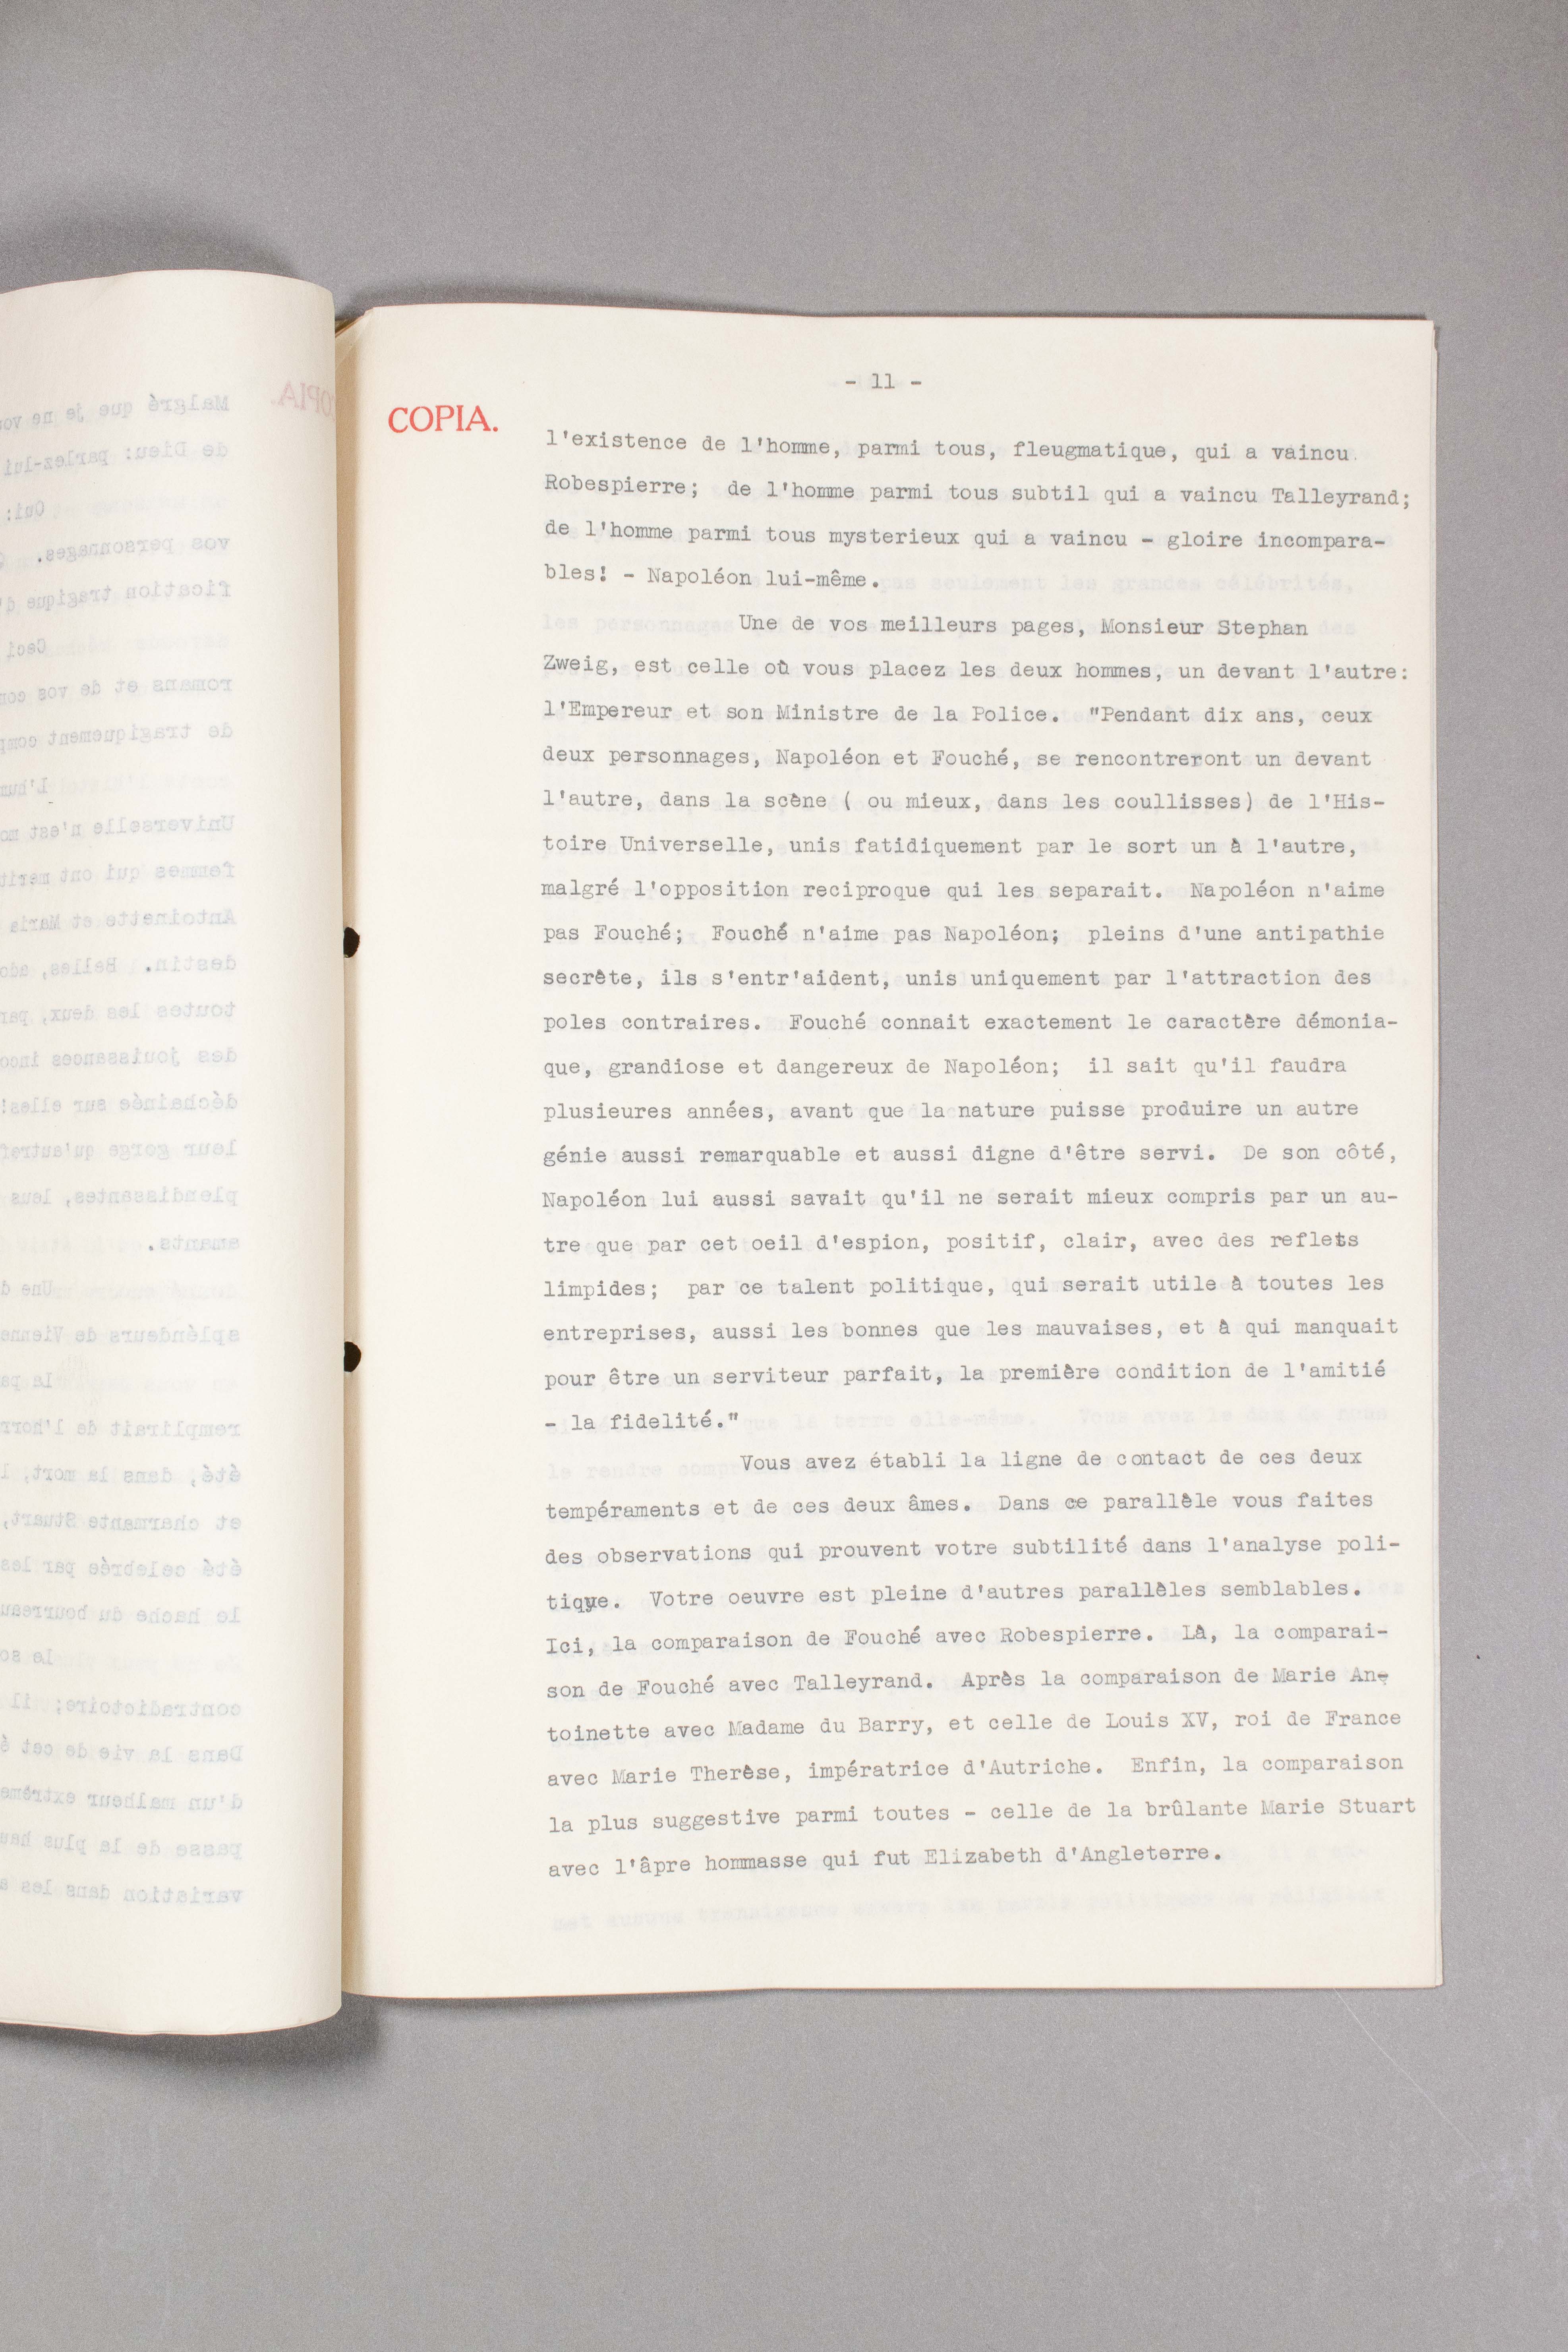 - 11 -
COPIA.
l'existence de l'homme, parmi tous, fleugmatique, qui a vaincu
Robespierre; de l'homme parmi tous subtil qui a vaincu Talleyrand;
de l'homme parmi tous mysterieux qui a vaincu - gloire incompara-
bles! - Napoléon lui-même.
Une de vos meilleurs pages, Monsieur Stephan
Zweig, est celle où vous placez les deux hommes, un devant l'autre:
l'Empereur et son Ministre de la Police. "Pendant dix ans, ceux
deux personnages, Napoléon et Fouché, se rencontreront un devant
l'autre, dans la scène ( ou mieux, dans les coullisses) de l'His-
toire Universelle, unis fatidiquement par le sort un à l'autre,
malgré l'opposition reciproque qui les separait. Napoléon n'aime
pas Fouché; Fouché n'aime pas Napoléon; pleins d'une antipathie
secrète, ils s'entr'aident, unis uniquement par l'attraction des
poles contraires. Fouché connait exactement le caractère démonia-
que, grandiose et dangereux de Napoléon; il sait qu'il faudra
plusieures années, avant que la nature puisse produire un autre
génie aussi remarquable et aussi digne d'être servi. De son côté,
Napoléon lui aussi savait qu'il ne serait mieux compris par un au-
tre que par cet oeil d'espion, positif, clair, avec des reflets
limpides; par ce talent politique, qui serait utile à toutes les
entreprises, aussi les bonnes que les mauvaises, et à qui manquait
pour être un serviteur parfait, la première condition de l'amitié
- la fidelité."
Vous avez établi la ligne de contact de ces deux
tempéraments et de ces deux âmes. Dans ce parallèle vous faites
des observations qui prouvent votre subtilité dans l'analyse poli-
tique. Votre oeuvre est pleine d'autres parallèles semblables.
Ici, la comparaison de Fouché avec Robespierre. Là, la comparai-
son de Fouché avec Talleyrand. Après la comparaison de Marie An-
toinette avec Madame du Barry, et celle de Louis XV, roi de France
avec Marie Therèse, impératrice d'Autriche. Enfin, la comparaison
la plus suggestive parmi toutes - celle de la brûlante Marie Stuart
avec l'âpre hommasse qui fut Elizabeth d'Angleterre.